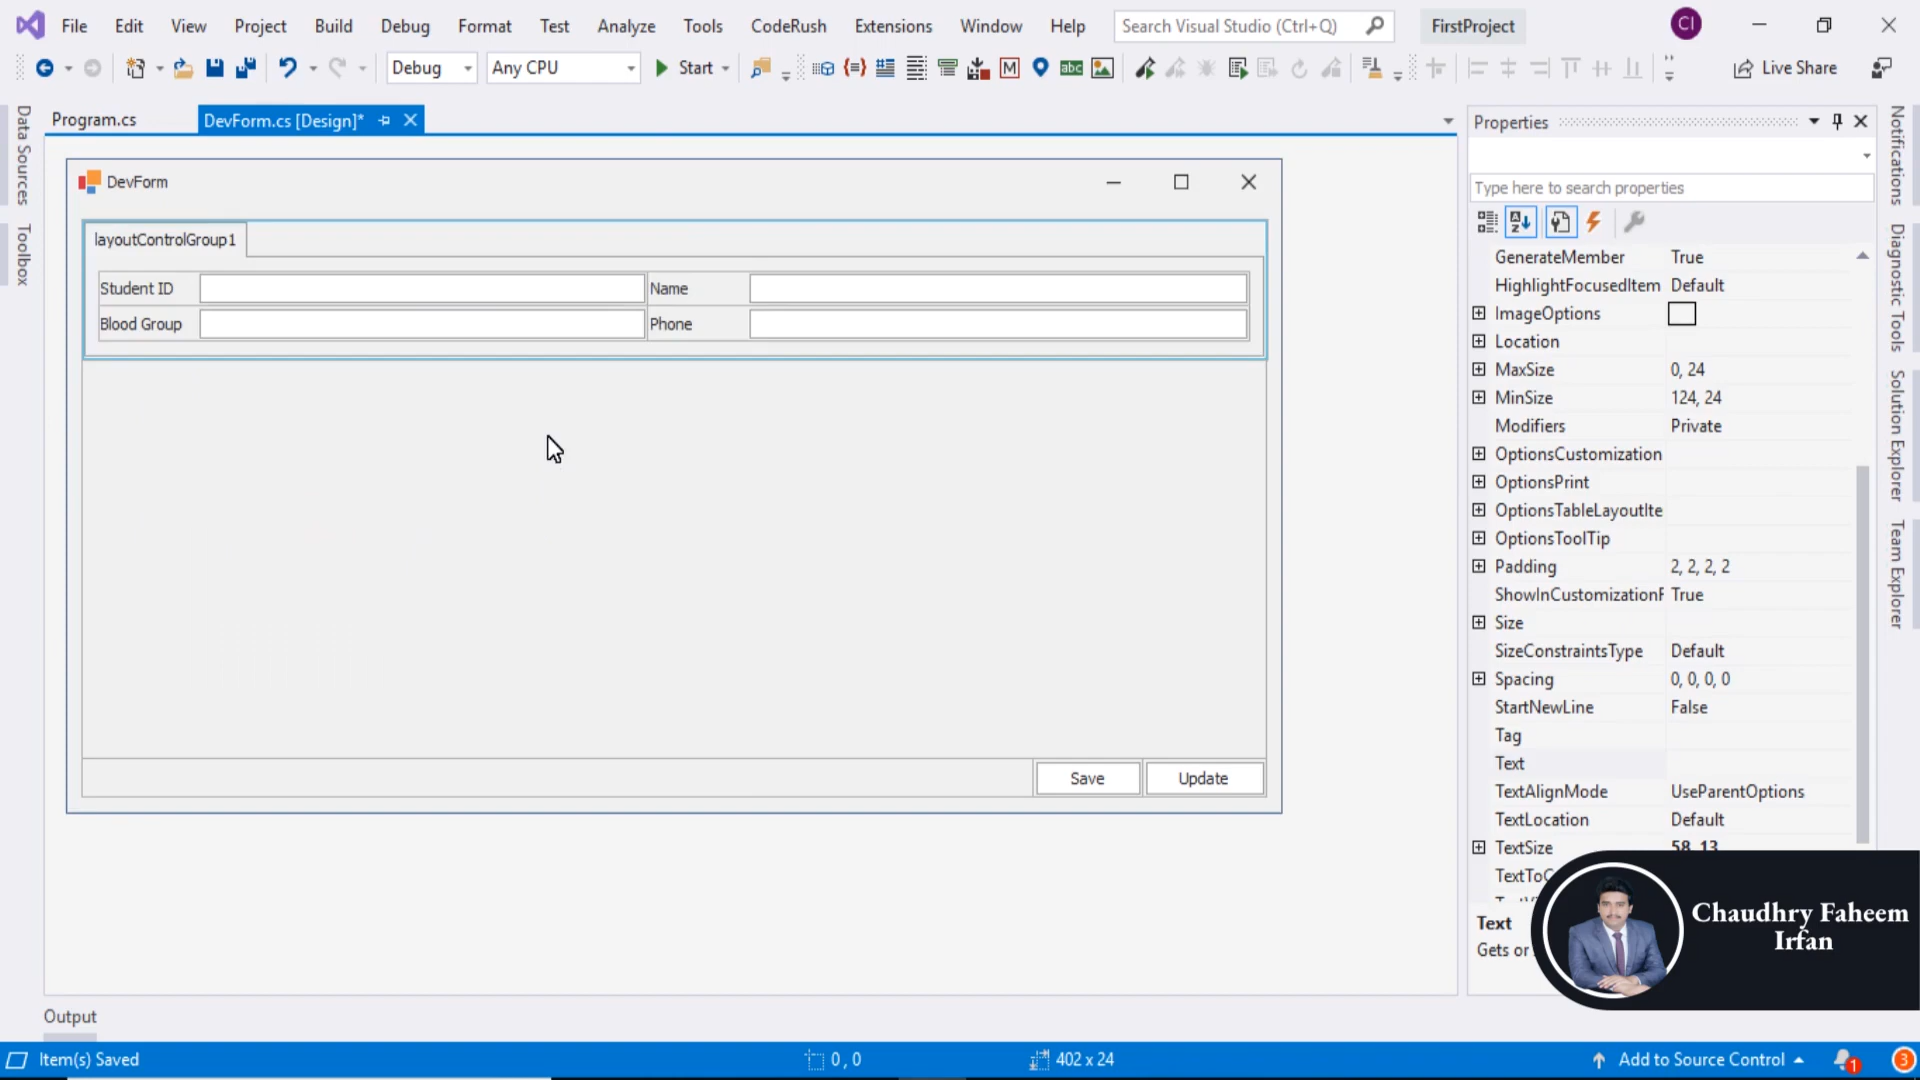 File Edit View Project Build Debug Format Test Analyze Tools CodeRush Extensions Window Help Search Visual Studio (Ctrl+Q) FirstProject CI
Debug Any CPU Start abc Live Share
Data Sources
Toolbox
Program.cs DevForm.cs [Design]*
DevForm
layoutControlGroup1
Student ID Name
Blood Group Phone
Save Update
Properties
Type here to search properties
GenerateMember True
HighlightFocusedItem Default
ImageOptions
Location
MaxSize 0, 24
MinSize 124, 24
Modifiers Private
OptionsCustomization
OptionsPrint
OptionsTableLayoutIte
OptionsToolTip
Padding 2, 2, 2, 2
ShowInCustomizationF True
Size
SizeConstraintsType Default
Spacing 0, 0, 0, 0
StartNewLine False
Tag
Text
TextAlignMode UseParentOptions
TextLocation Default
TextSize 58, 13
Text
Gets or
Chaudhry Faheem
Irfan
Notifications
Diagnostic Tools
Solution Explorer
Team Explorer
Output
Item(s) Saved 0 , 0 402 x 24 Add to Source Control 1 3